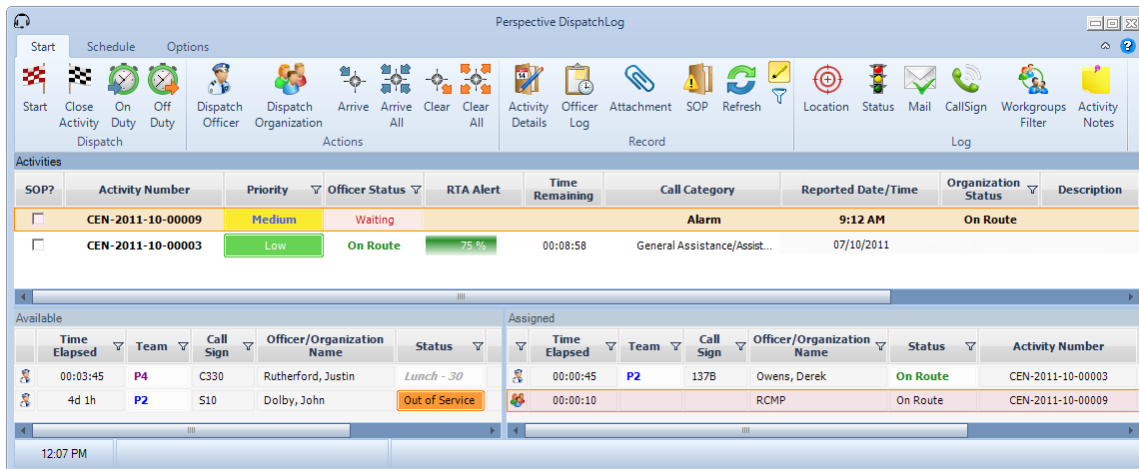 Perspective DispatchLog
Start Schedule Options
Start Close Activity On Duty Off Duty Dispatch Officer Dispatch Organization Arrive Arrive All Clear Clear All Activity Details Officer Log Attachment SOP Refresh Location Status Mail CallSign Workgroups Filter Activity Notes
Dispatch Actions Record Log
Activities
SOP? Activity Number Priority Officer Status RTA Alert Time Remaining Call Category Reported Date/Time Organization Status Description
CEN-2011-10-00009 Medium Waiting Alarm 9:12 AM On Route
CEN-2011-10-00003 Low On Route 75 % 00:08:58 General Assistance/Assist... 07/10/2011
Available Assigned
Time Elapsed Team Call Sign Officer/Organization Name Status Time Elapsed Team Call Sign Officer/Organization Name Status Activity Number
00:03:45 P4 C330 Rutherford, Justin Lunch - 30 00:00:45 P2 137B Owens, Derek On Route CEN-2011-10-00003
4d 1h P2 S10 Dolby, John Out of Service 00:00:10 RCMP On Route CEN-2011-10-00009
12:07 PM